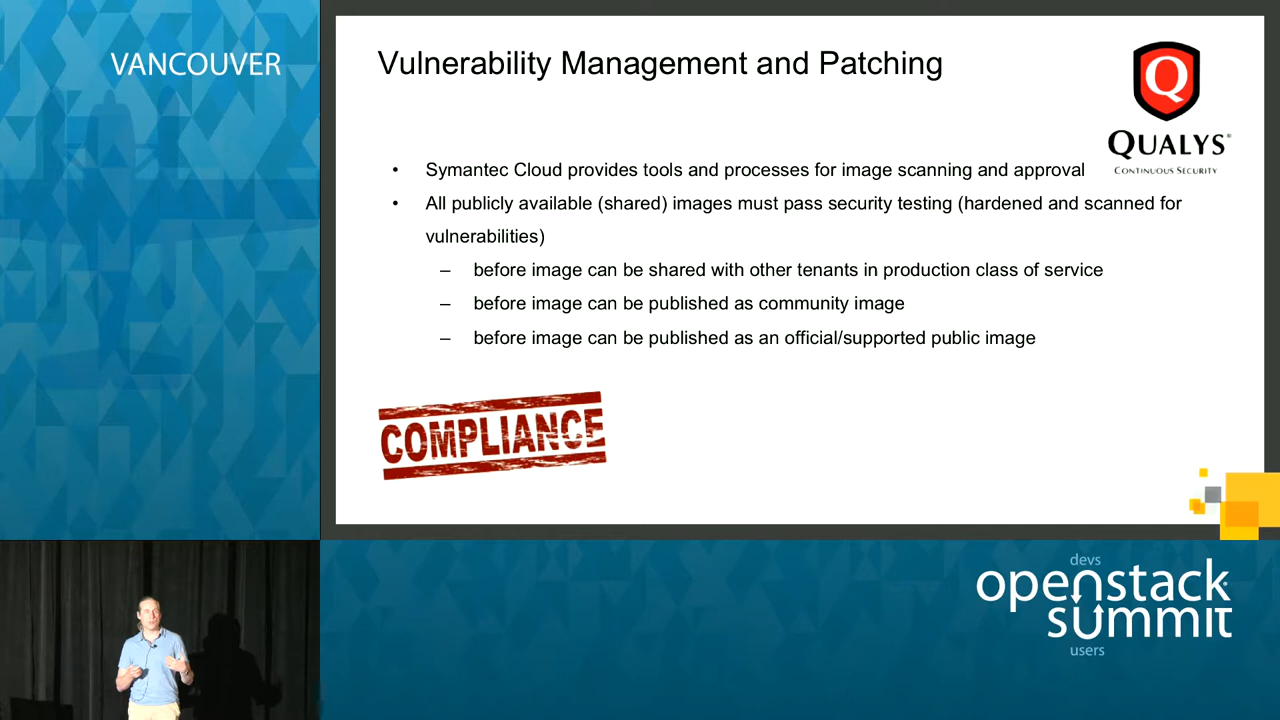 VANCOUVER
Vulnerability Management and Patching
Q
QUALYS®
CONTINUOUS SECURITY
• Symantec Cloud provides tools and processes for image scanning and approval
• All publicly available (shared) images must pass security testing (hardened and scanned for
vulnerabilities)
– before image can be shared with other tenants in production class of service
– before image can be published as community image
– before image can be published as an official/supported public image
COMPLIANCE
devs
openstack
summit
users